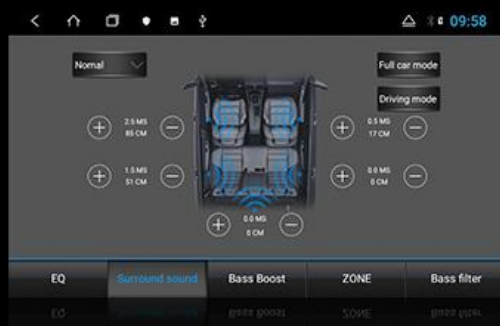 09:58
Nomal
Full car mode
Driving mode
2.5 MS
85 CM
0.5 MS
17 CM
1.5 MS
51 CM
0.0 MS
0 CM
0.0 MS
0 CM
EQ
Surround sound
Bass Boost
ZONE
Bass filter